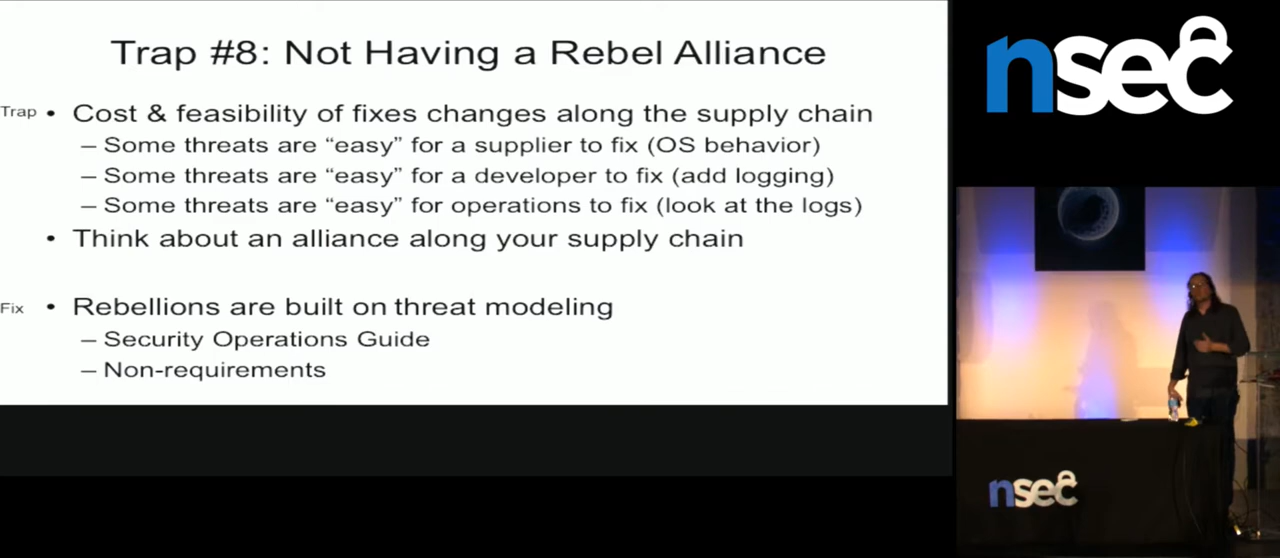 Trap #8: Not Having a Rebel Alliance
Trap • Cost & feasibility of fixes changes along the supply chain
– Some threats are “easy” for a supplier to fix (OS behavior)
– Some threats are “easy” for a developer to fix (add logging)
– Some threats are “easy” for operations to fix (look at the logs)
• Think about an alliance along your supply chain
Fix • Rebellions are built on threat modeling
– Security Operations Guide
– Non-requirements
nsec
nsec